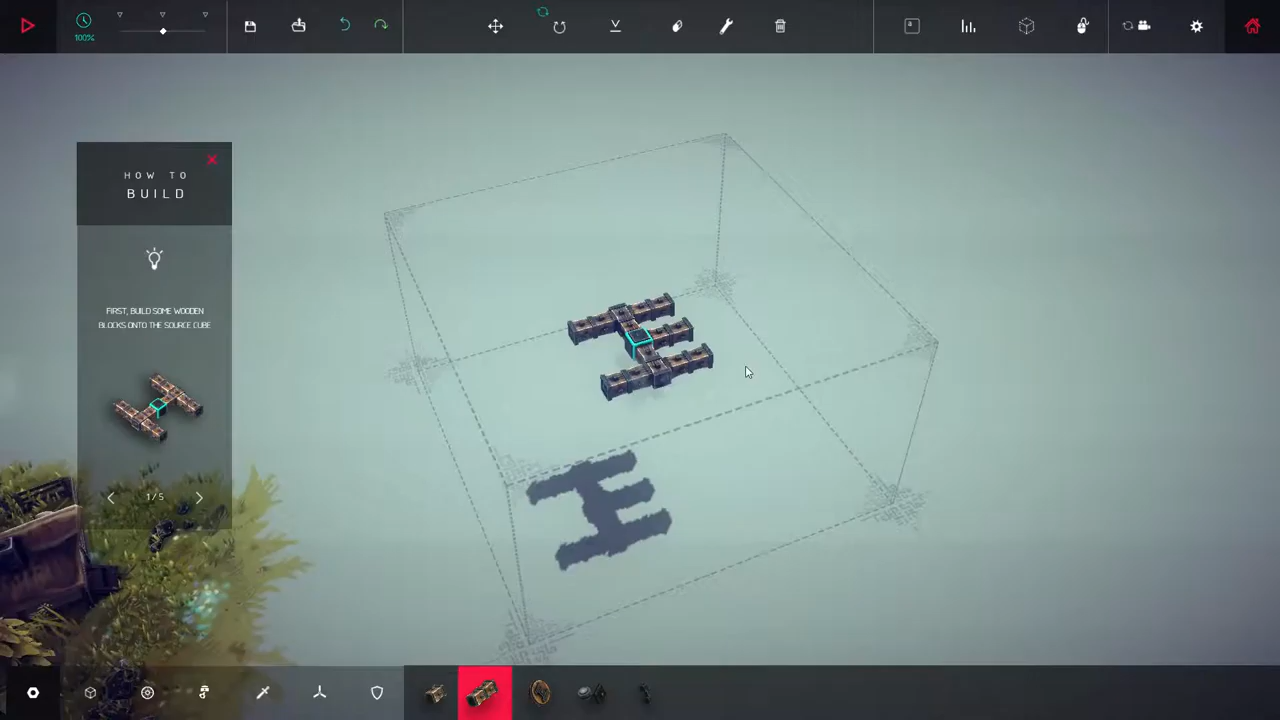 100%
HOW TO
BUILD
FIRST, BUILD SOME WOODEN
BLOCKS ONTO THE SOURCE CUBE
1/5